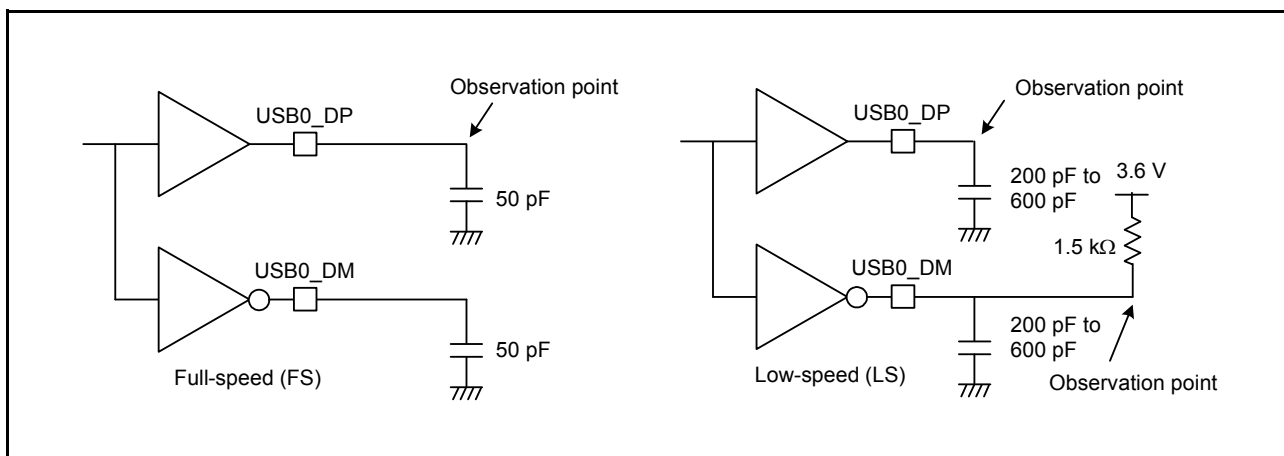 Observation point
USB0_DP
50 pF
USB0_DM
50 pF
Full-speed (FS)
Observation point
USB0_DP
200 pF to
600 pF
3.6 V
1.5 kΩ
USB0_DM
200 pF to
600 pF
Low-speed (LS)
Observation point